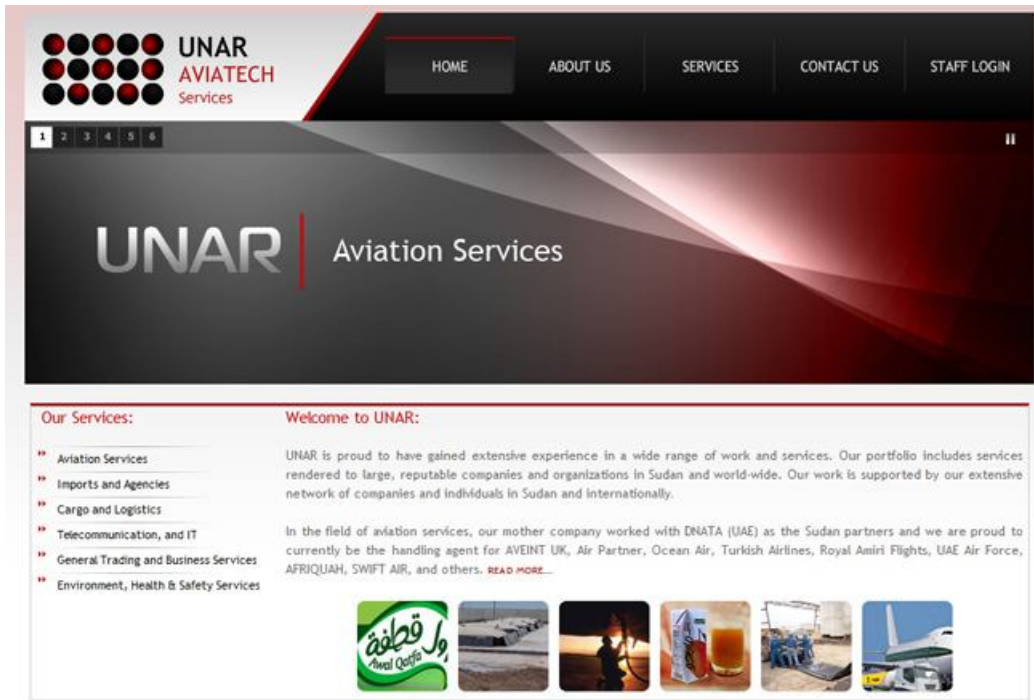 UNAR
AVIATECH
Services
HOME
ABOUT US
SERVICES
CONTACT US
STAFF LOGIN
1 2 3 4 5 6
UNAR
Aviation Services
Our Services:
Aviation Services
Imports and Agencies
Cargo and Logistics
Telecommunication, and IT
General Trading and Business Services
Environment, Health & Safety Services
Welcome to UNAR:
UNAR is proud to have gained extensive experience in a wide range of work and services. Our portfolio includes services
rendered to large, reputable companies and organizations in Sudan and world-wide. Our work is supported by our extensive
network of companies and individuals in Sudan and internationally.
In the field of aviation services, our mother company worked with DNATA (UAE) as the Sudan partners and we are proud to
currently be the handling agent for AVEINT UK, Air Partner, Ocean Air, Turkish Airlines, Royal Amiri Flights, UAE Air Force,
AFRIQUAH, SWIFT AIR, and others. READ MORE...
أول قطفة
Awal Qatfa